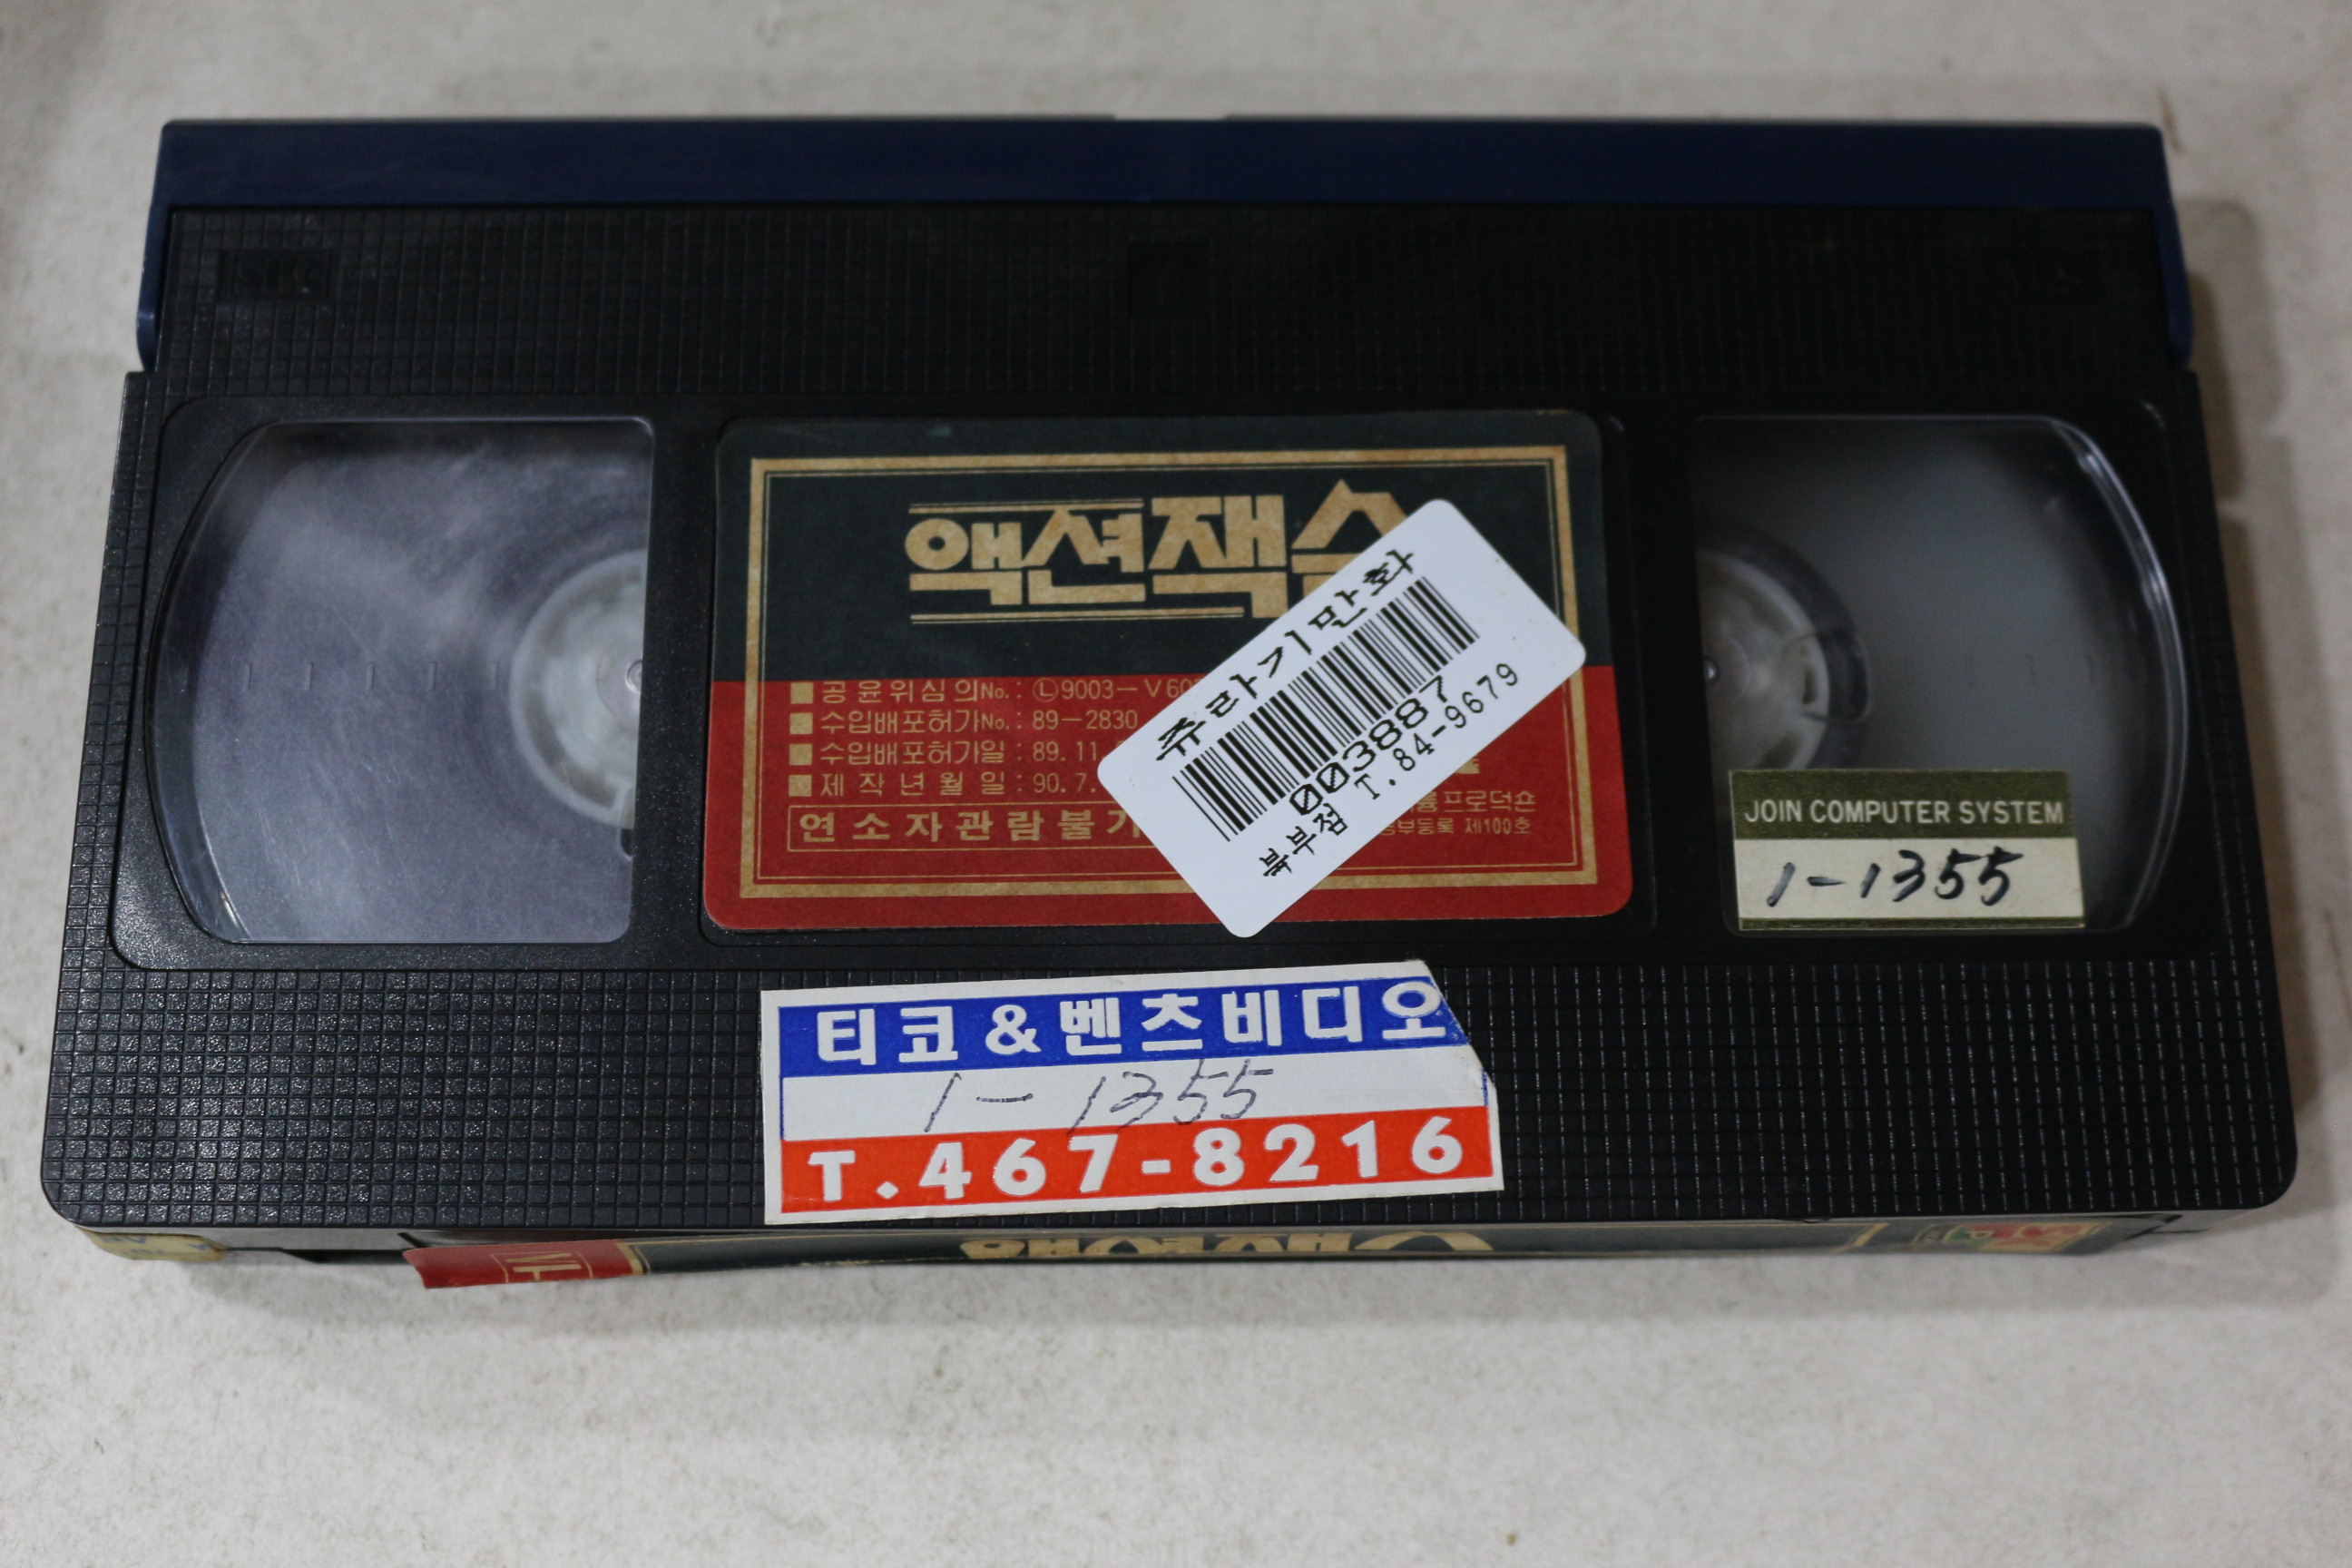 액션잭슨
■ 공윤위심의No. : Ⓛ9003-V60
■ 수입배포허가No. : 89-2830
■ 수입배포허가일 : 89. 11
■ 제작년월일 : 90. 7.
연소자관람불가
프로덕숀
제100호
쥬라기만화
003887
북부점 T.84-9679
JOIN COMPUTER SYSTEM
1-1355
티코&벤츠비디오
1-1355
T.467-8216